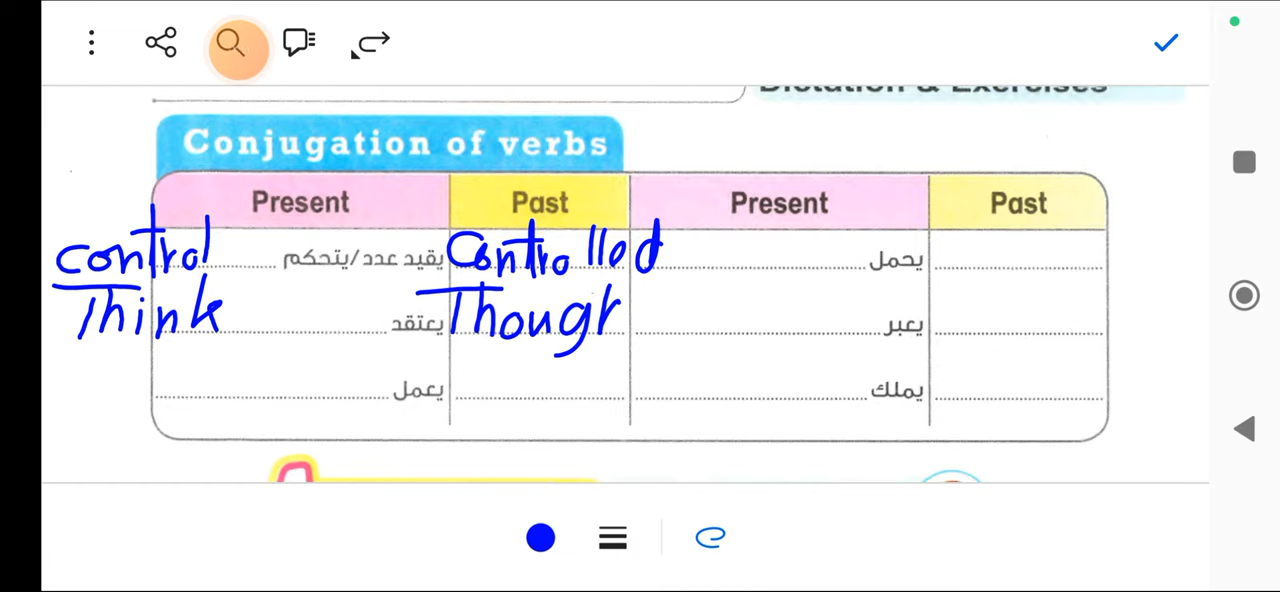 Dictation & Exercises
Conjugation of verbs
Present Past Present Past
control يقيد عدد/يتحكم Controlled يحمل
Think يعتقد Thougt يعبر
يعمل يملك